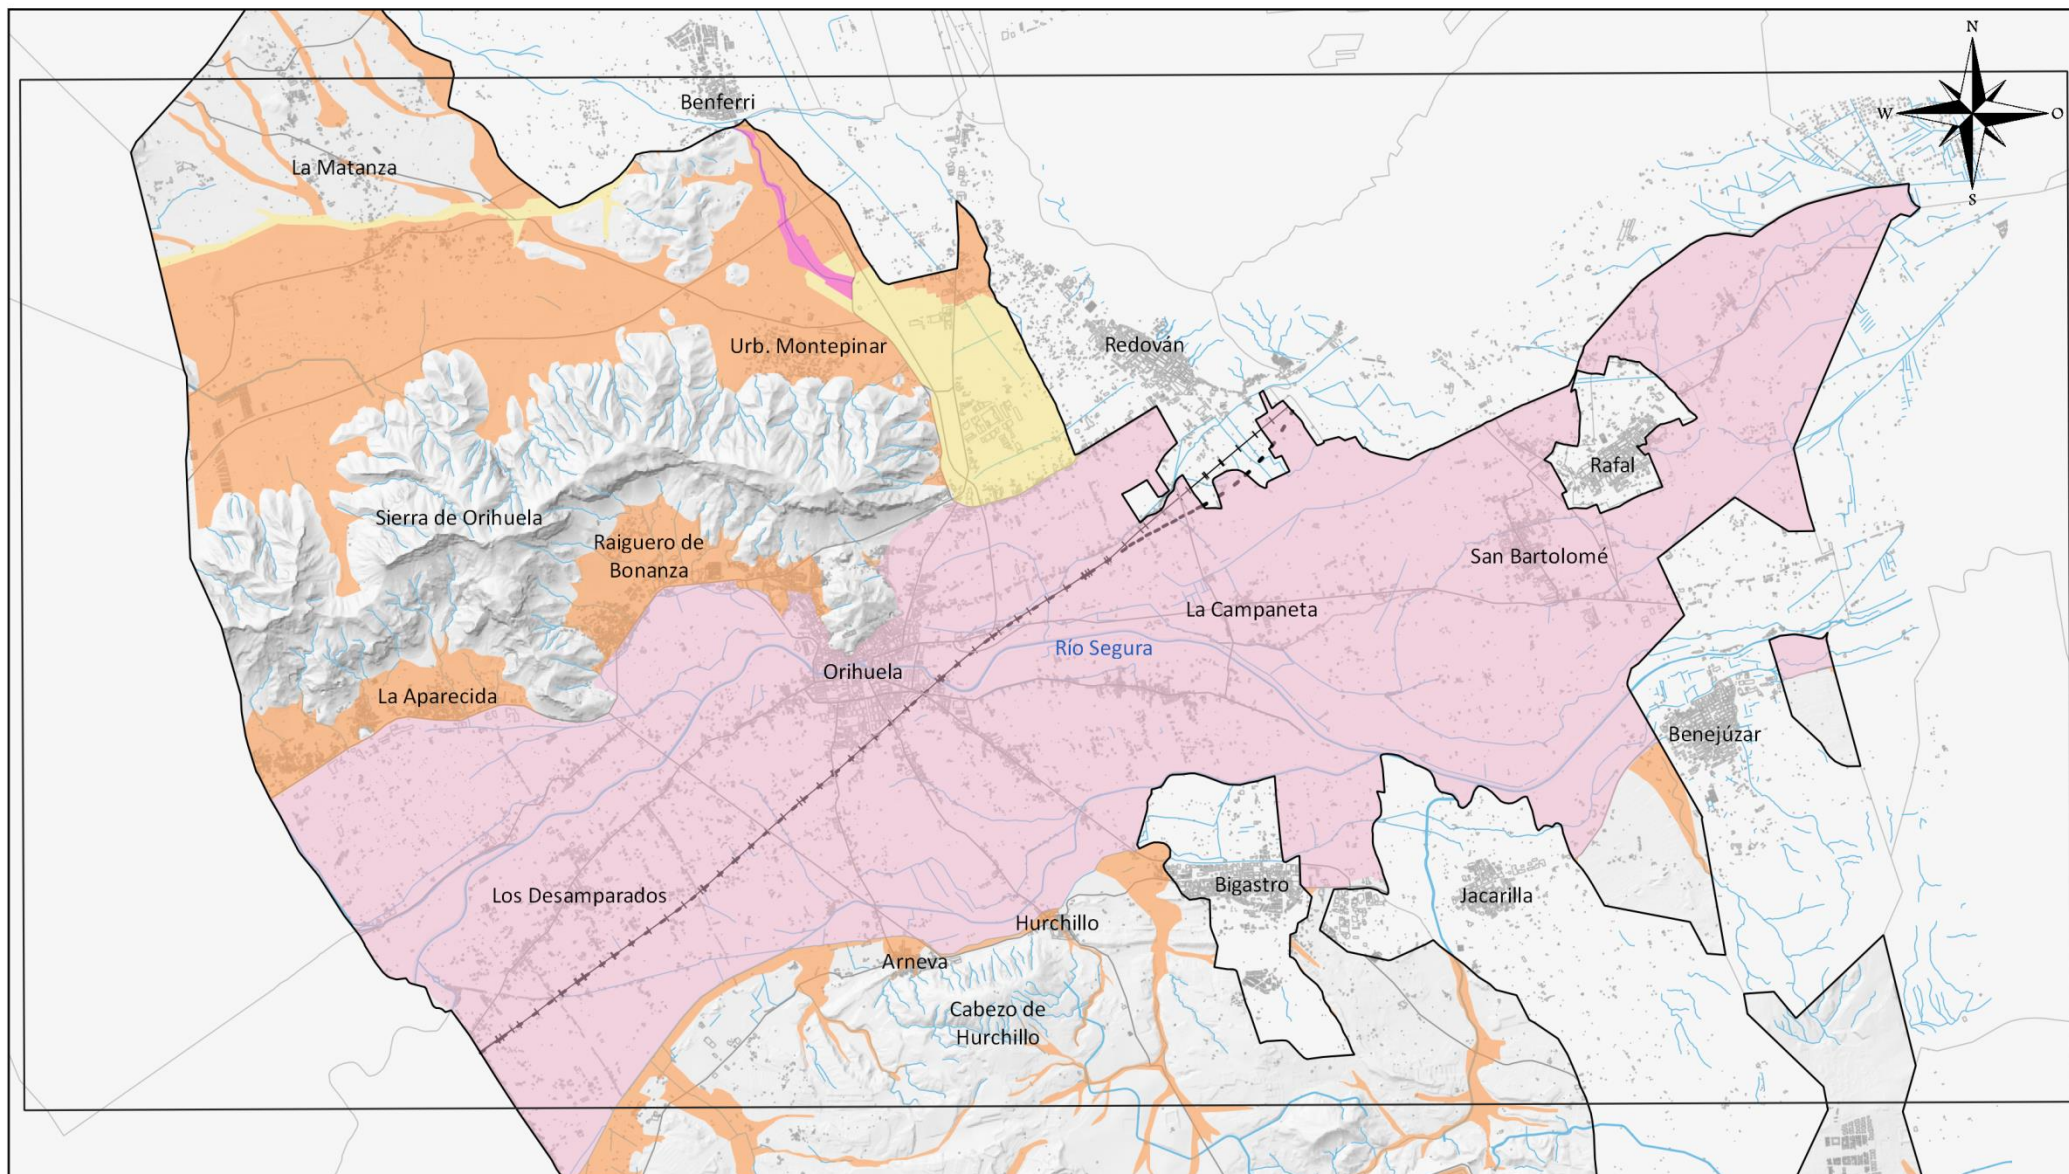 N
Benferri
W
O
La Matanza
S
Urb. Montepinar
Redován
Rafal
Sierra de Orihuela
Raiguero de
Bonanza
San Bartolomé
La Campaneta
Río Segura
Orihuela
La Aparecida
Benejúzar
Los Desamparados
Bigastro
Jacarilla
Hurchillo
Arneva
Cabezo de
Hurchillo